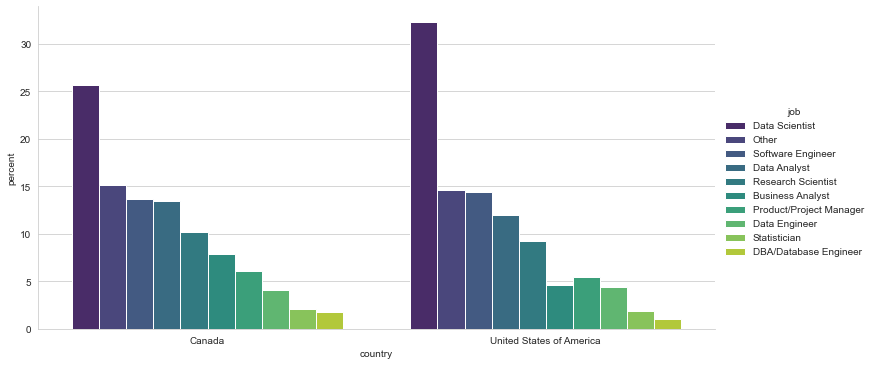 percent
30
25
20
15
10
5
0
Canada
United States of America
country
job
Data Scientist
Other
Software Engineer
Data Analyst
Research Scientist
Business Analyst
Product/Project Manager
Data Engineer
Statistician
DBA/Database Engineer